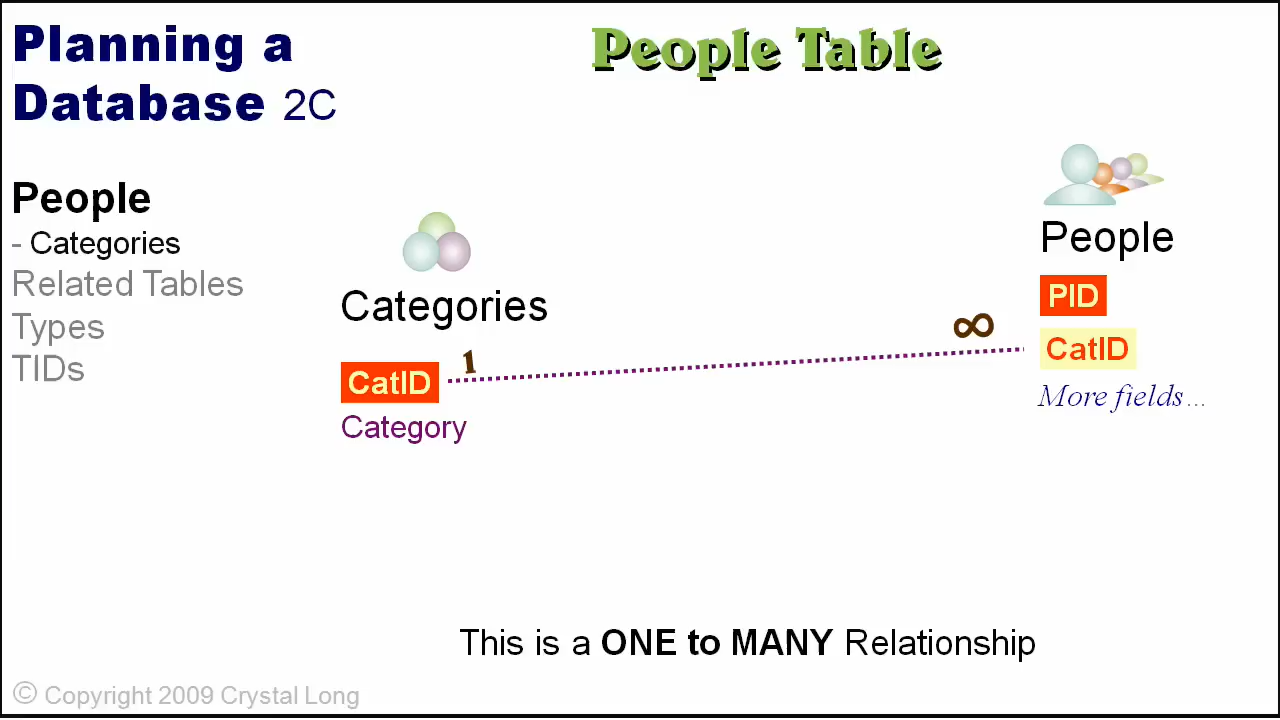 Planning a
Database 2C
People Table
People
- Categories
Related Tables
Types
TIDs
Categories
CatID
Category
1
∞
People
PID
CatID
More fields...
This is a ONE to MANY Relationship
© Copyright 2009 Crystal Long